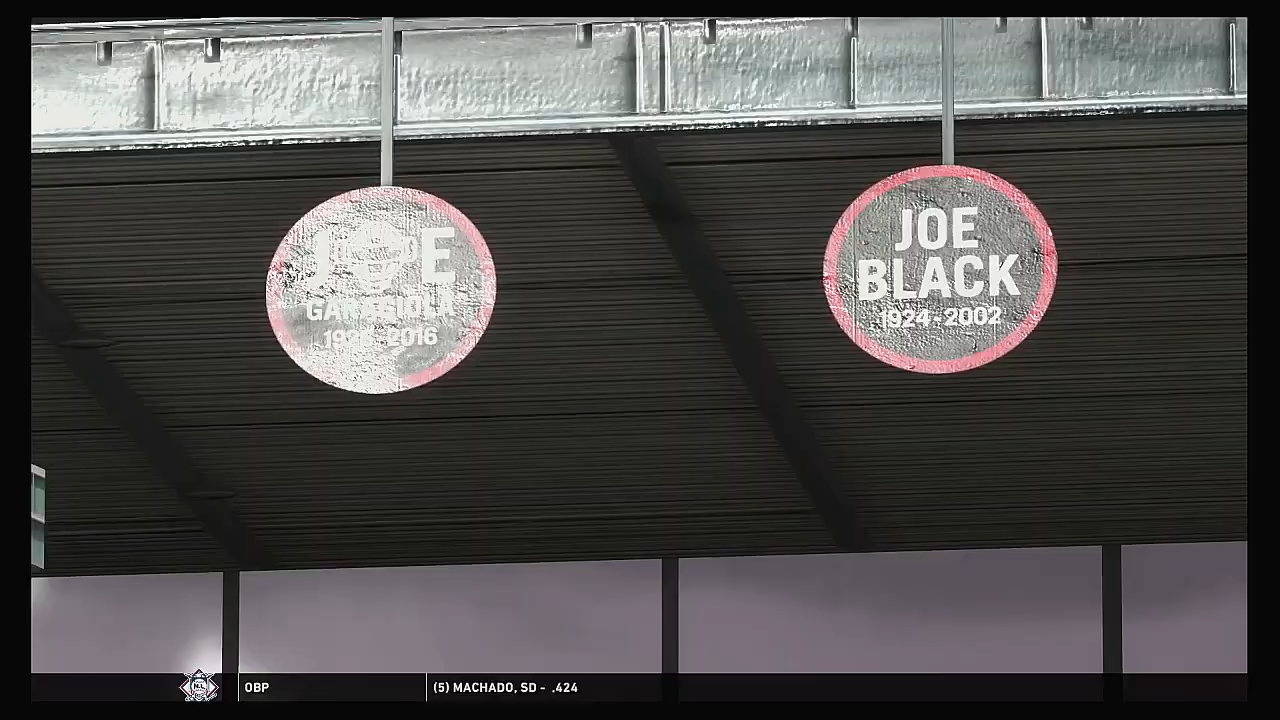 JOE
GARAGIOLA
1926-2016
JOE
BLACK
1924-2002
OBP
(5) MACHADO, SD - .424